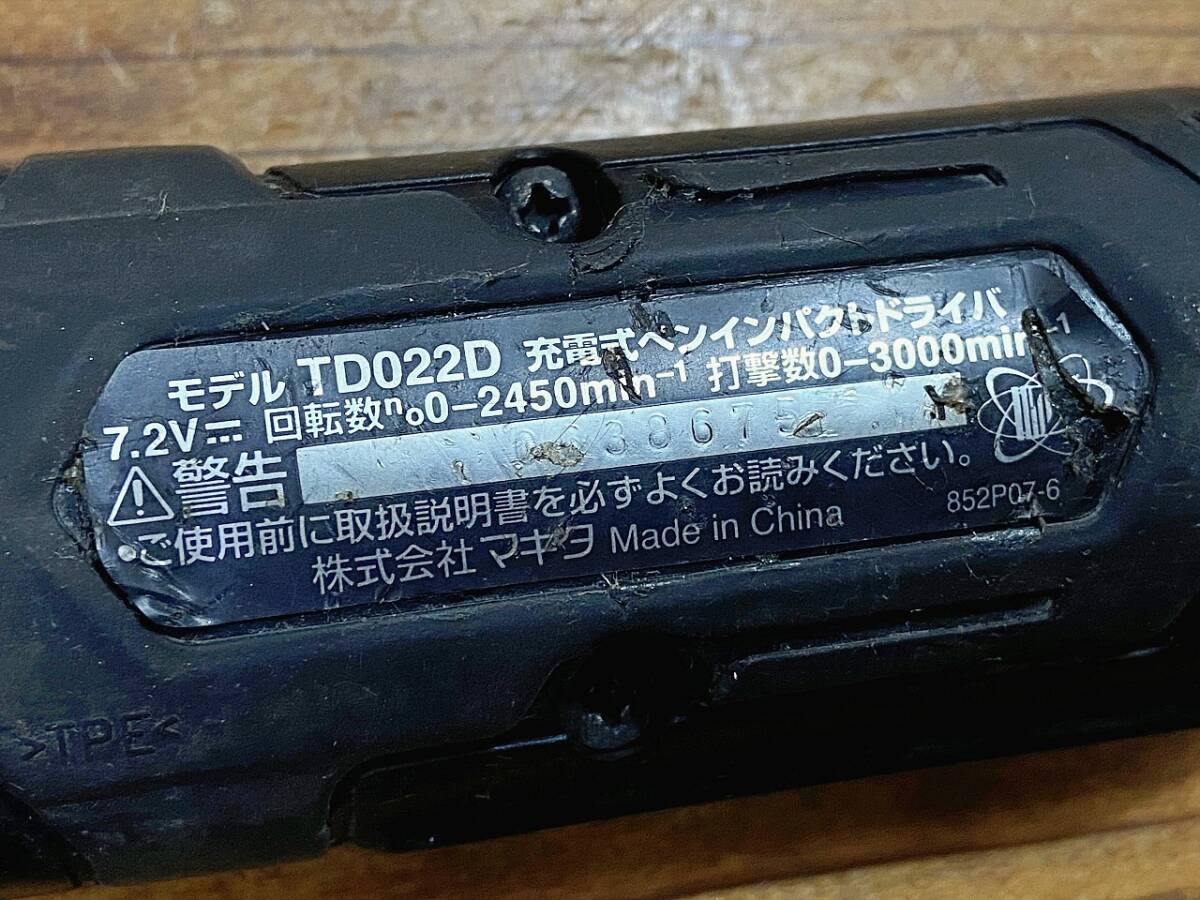 モデル TD022D 充電式ペンインパクトドライバ
7.2V⎓ 回転数n₀0-2450min⁻¹ 打撃数0-3000min⁻¹
⚠警告
●ご使用前に取扱説明書を必ずよくお読みください。
株式会社 マキタ Made in China
852P07-6
>TPE<